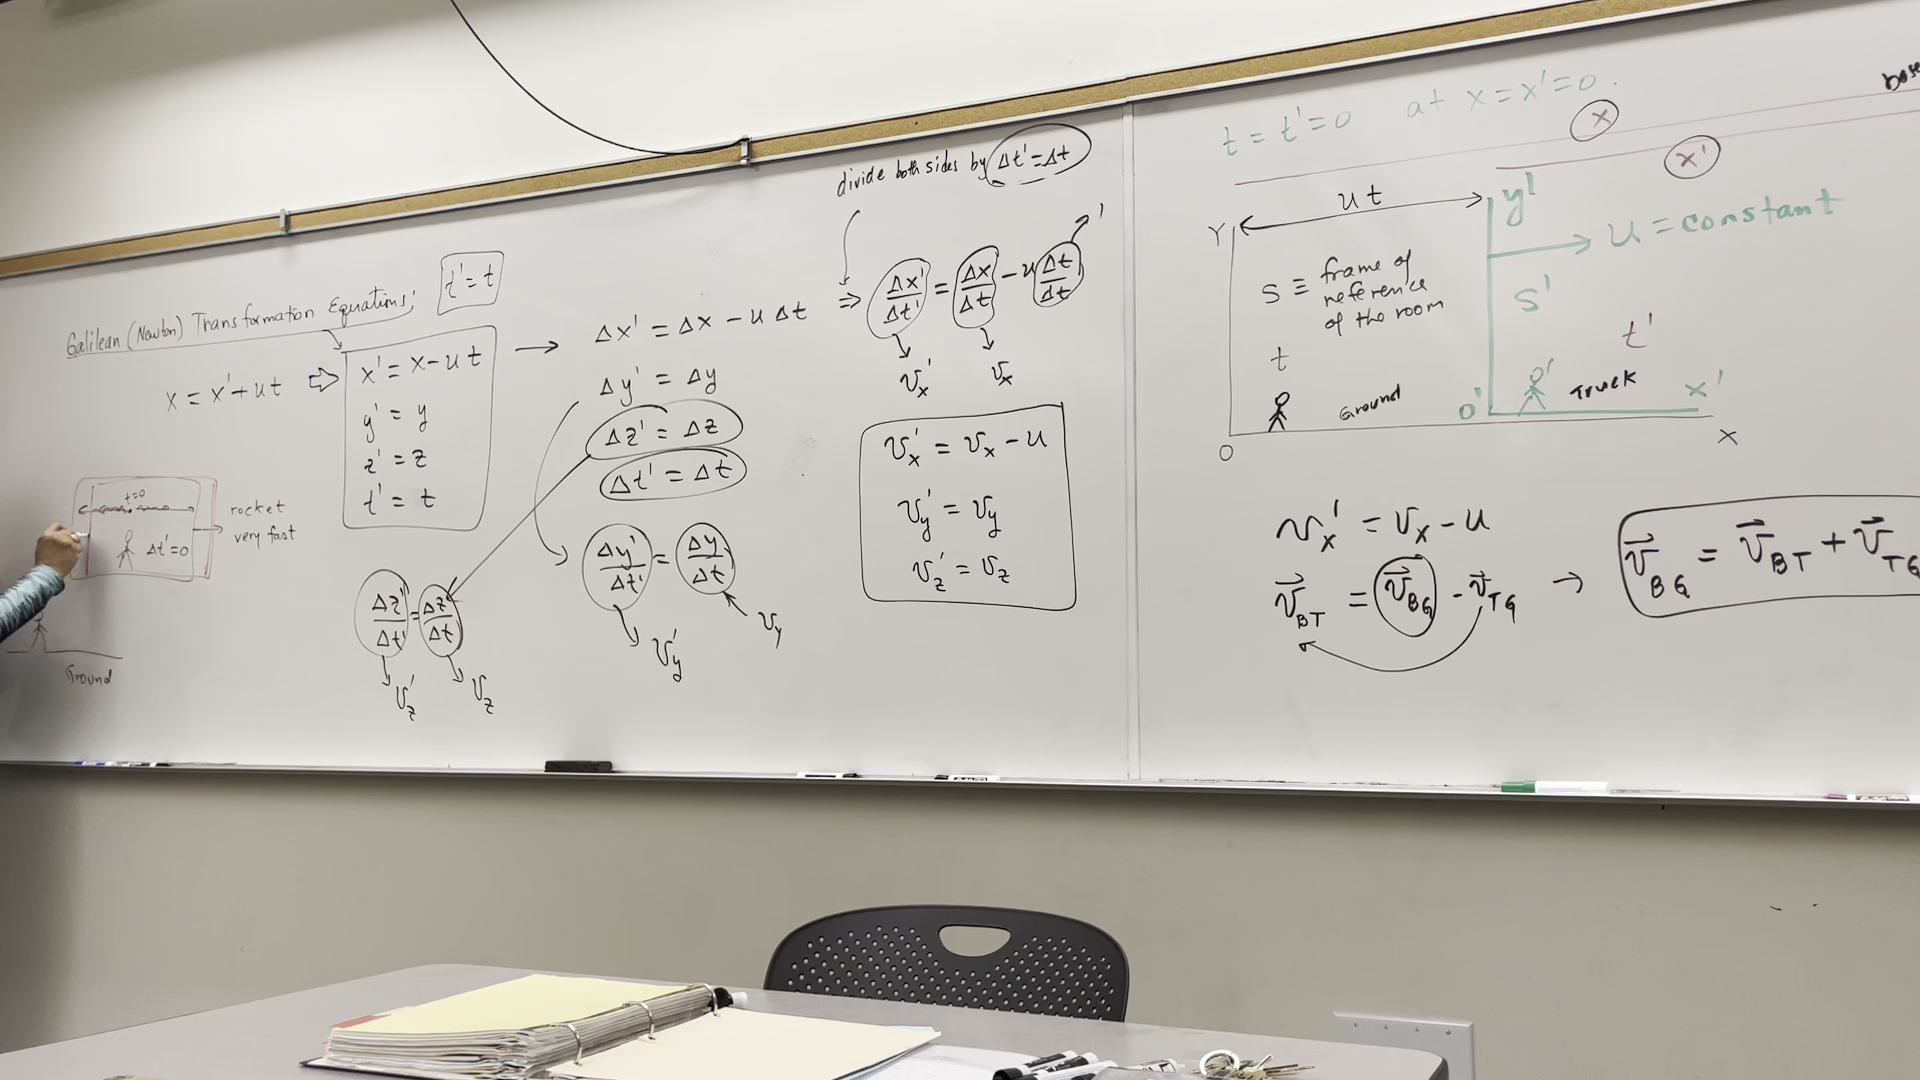 Galilean (Newton) Transformation Equations:
t' = t
x = x' + ut ⇨
x' = x - ut
y' = y
z' = z
t' = t
→
Δx' = Δx - uΔt
Δy' = Δy
Δz' = Δz
Δt' = Δt
divide both sides by Δt' = Δt
⇒ Δx'/Δt' = Δx/Δt - u Δt/Δt
1
v'x
vx
Δz'/Δt' = Δz/Δt
v'z
vz
Δy'/Δt' = Δy/Δt
v'y
vy
v'x = vx - u
v'y = vy
v'z = vz
t=0
Δt'=0
rocket
very fast
Ground
t = t' = 0 at x = x' = 0.
x
x'
ut
Y
y'
u = constant
S ≡ frame of
reference
of the room
S'
t
t'
Ground
Truck
O
O'
x'
x
v'x = vx - u
v⃗BT = v⃗BG - v⃗TG → v⃗BG = v⃗BT + v⃗TG